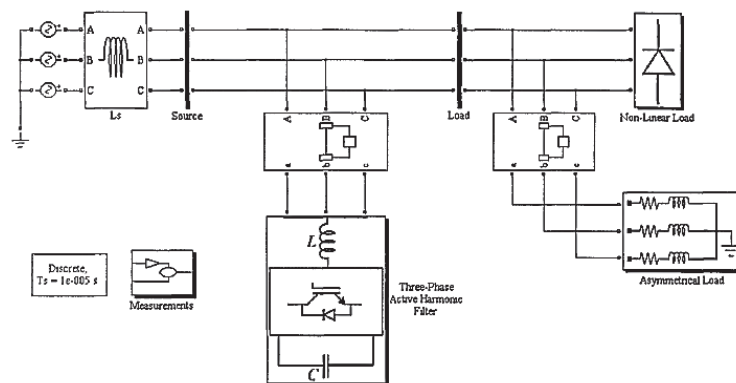 A
A
B
B
C
C
Ls
Source
Load
Non-Linear Load
A
B
C
a
b
c
A
B
C
a
b
c
L
Three-Phase
Active Harmonic
Filter
C
Discrete,
Ts = 1e-005 s
Measurements
Asymmetrical Load